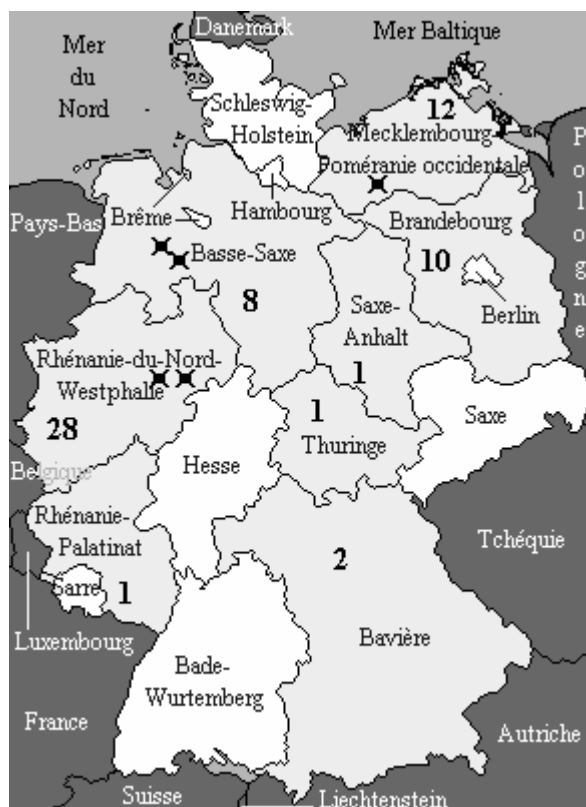 Danemark
Mer
du
Nord
Mer Baltique
Schleswig-
Holstein
12
Mecklembourg
Poméranie occidentale
P
o
l
o
g
n
e
Pays-Bas
Brême
Hambourg
Brandebourg
Basse-Saxe
10
Berlin
8
Saxe-
Anhalt
1
Rhénanie-du-Nord-
Westphalie
28
Hesse
1
Thuringe
Saxe
Belgique
Rhénanie-
Palatinat
Sarre
1
Luxembourg
2
Bavière
Tchéquie
Bade-
Wurtemberg
France
Autriche
Suisse
Liechtenstein